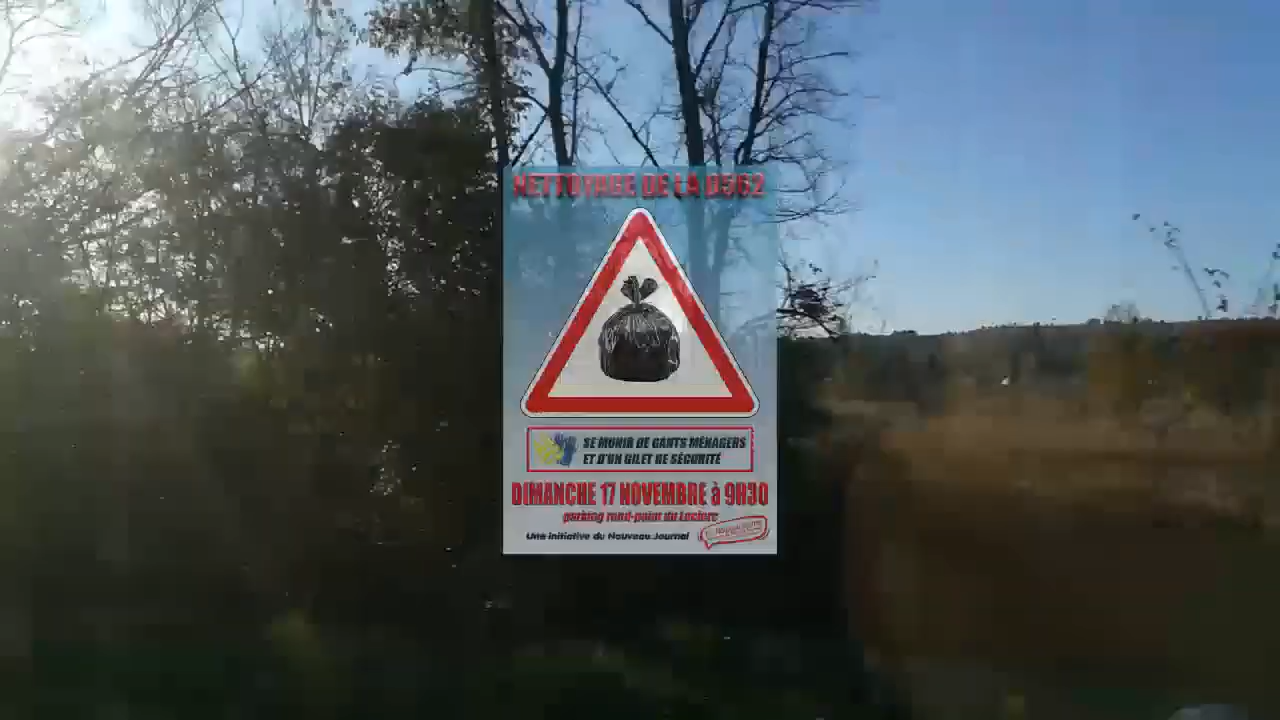 NETTOYAGE DE LA D562
SE MUNIR DE GANTS MÉNAGERS
ET D'UN GILET DE SÉCURITÉ
DIMANCHE 17 NOVEMBRE à 9H30
parking rond-point du Leclerc
Une initiative du Nouveau Journal